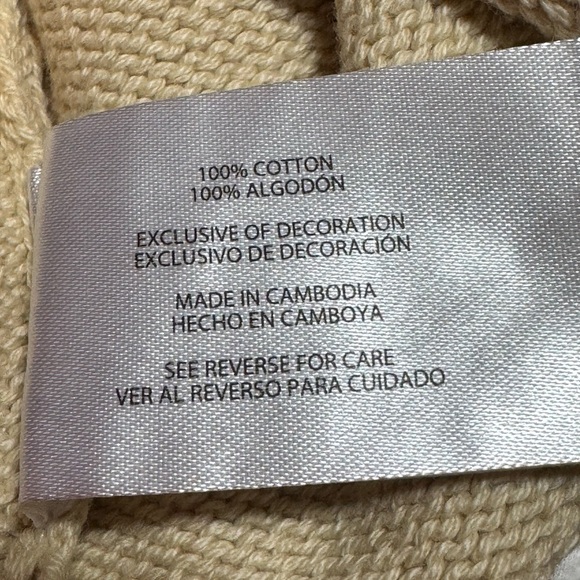 100% COTTON
100% ALGODÓN
EXCLUSIVE OF DECORATION
EXCLUSIVO DE DECORACIÓN
MADE IN CAMBODIA
HECHO EN CAMBOYA
SEE REVERSE FOR CARE
VER AL REVERSO PARA CUIDADO